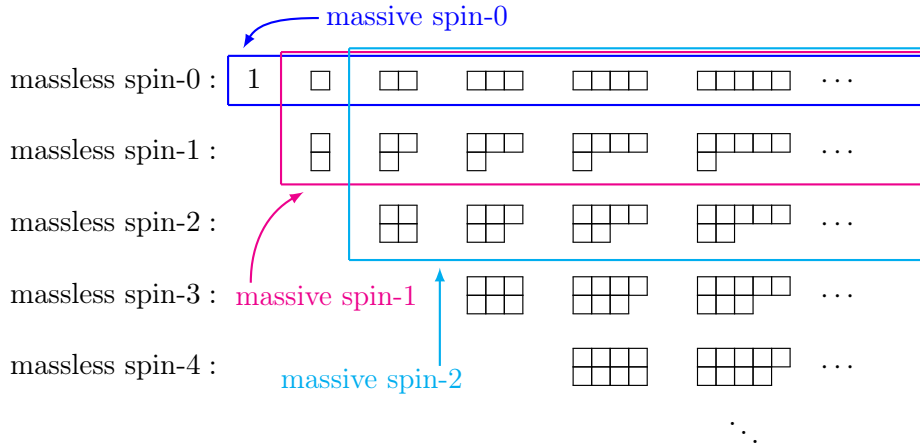 massive spin-0
massless spin-0 : 1 ...
massless spin-1 : ...
massless spin-2 : ...
massless spin-3 : ...
massive spin-1
massless spin-4 : ...
massive spin-2
...